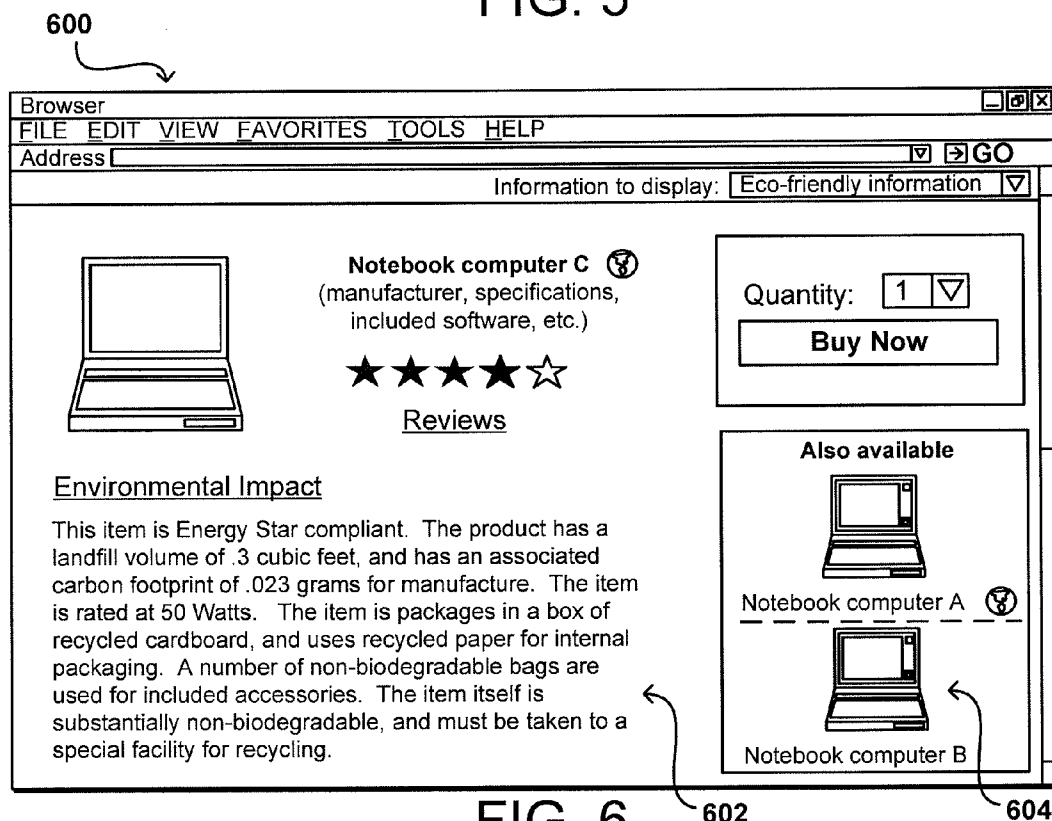 FIG. 5
600
Browser
FILE EDIT VIEW FAVORITES TOOLS HELP
Address GO
Information to display: Eco-friendly information
Notebook computer C
(manufacturer, specifications,
included software, etc.)
Reviews
Quantity: 1
Buy Now
Environmental Impact
This item is Energy Star compliant. The product has a
landfill volume of .3 cubic feet, and has an associated
carbon footprint of .023 grams for manufacture. The item
is rated at 50 Watts. The item is packages in a box of
recycled cardboard, and uses recycled paper for internal
packaging. A number of non-biodegradable bags are
used for included accessories. The item itself is
substantially non-biodegradable, and must be taken to a
special facility for recycling.
Also available
Notebook computer A
Notebook computer B
602
604
FIG. 6